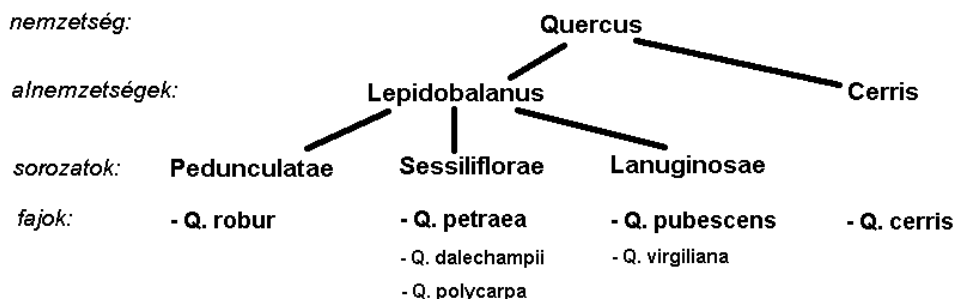 nemzetség: Quercus
alnemzetségek: Lepidobalanus Cerris
sorozatok: Pedunculatae Sessiliflorae Lanuginosae
fajok: - Q. robur - Q. petraea - Q. pubescens - Q. cerris
- Q. dalechampii - Q. virgiliana
- Q. polycarpa